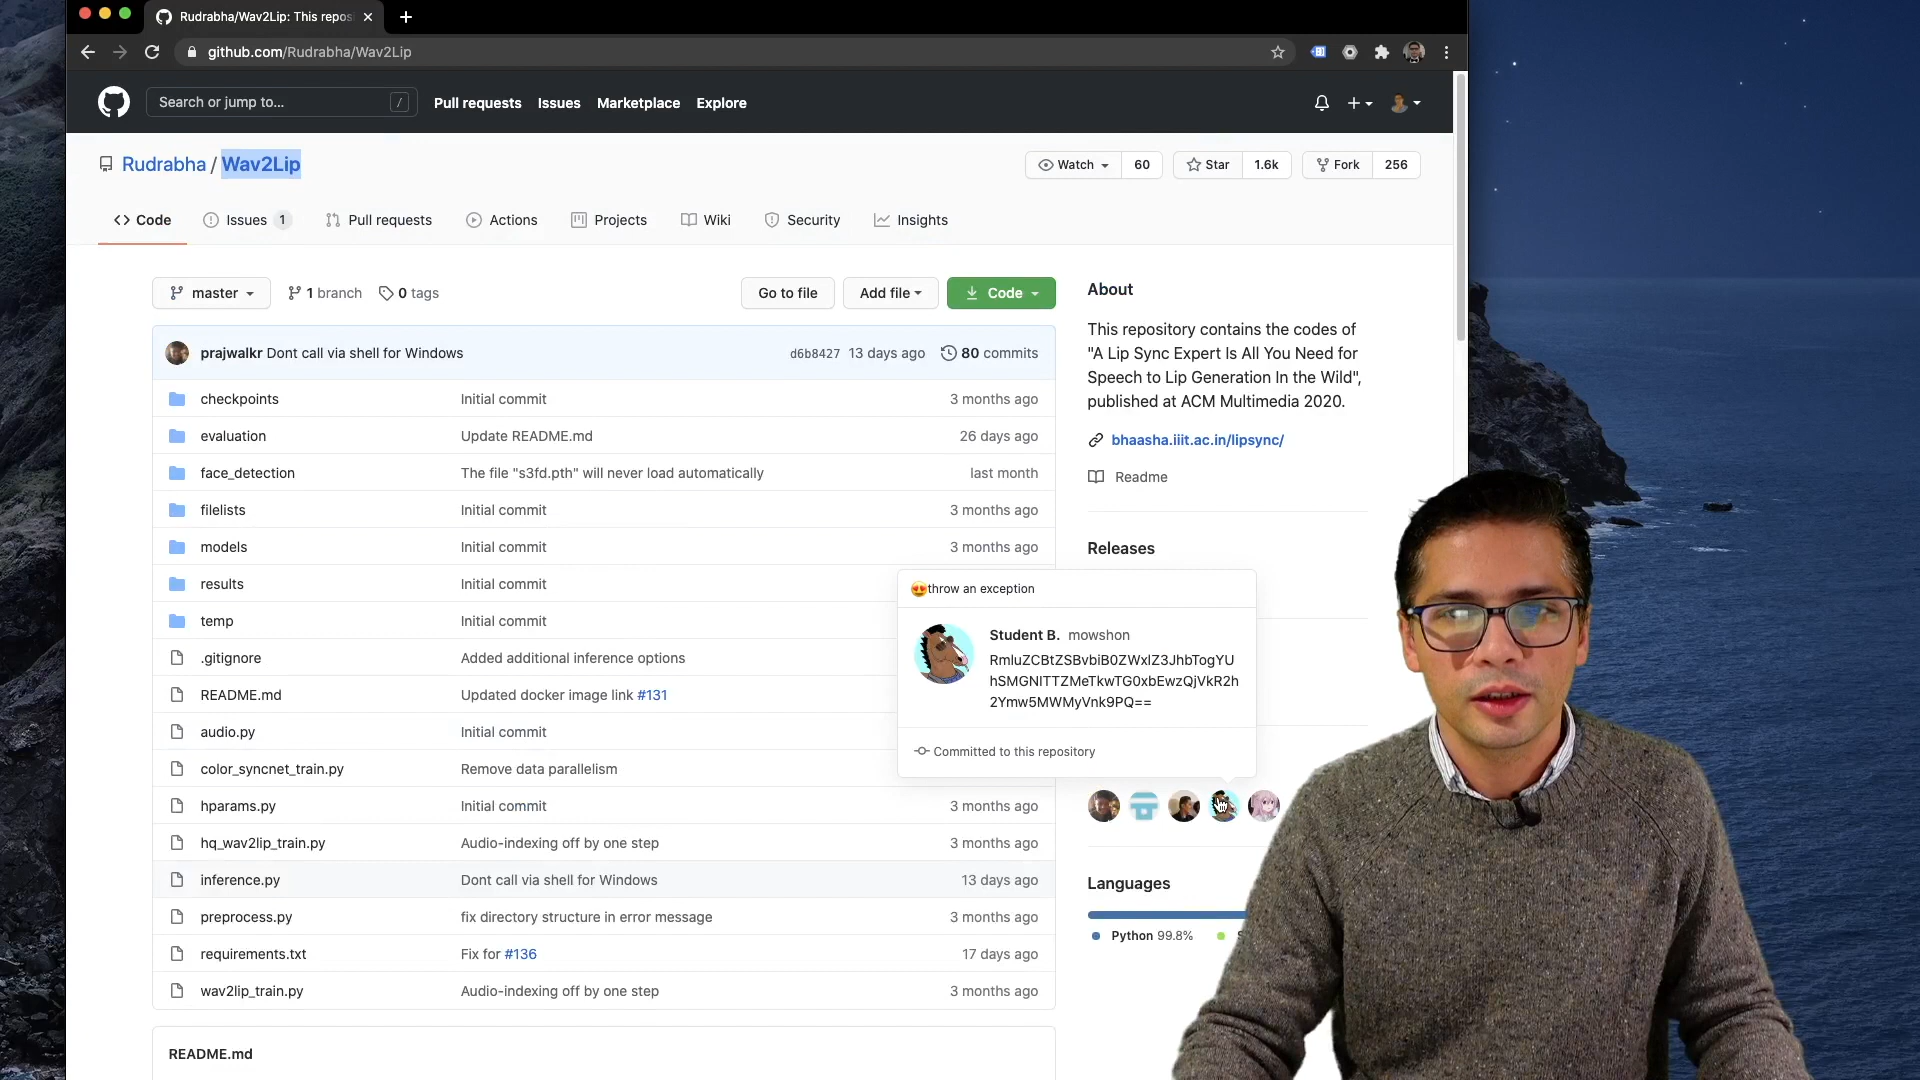 Rudrabha/Wav2Lip: This repos
github.com/Rudrabha/Wav2Lip
Search or jump to... /
Pull requests Issues Marketplace Explore
Rudrabha / Wav2Lip
Watch 60 Star 1.6k Fork 256
Code Issues 1 Pull requests Actions Projects Wiki Security Insights
master 1 branch 0 tags Go to file Add file Code
prajwalkr Dont call via shell for Windows d6b8427 13 days ago 80 commits
checkpoints Initial commit 3 months ago
evaluation Update README.md 26 days ago
face_detection The file "s3fd.pth" will never load automatically last month
filelists Initial commit 3 months ago
models Initial commit 3 months ago
results Initial commit
temp Initial commit
.gitignore Added additional inference options
README.md Updated docker image link #131
audio.py Initial commit
color_syncnet_train.py Remove data parallelism
hparams.py Initial commit 3 months ago
hq_wav2lip_train.py Audio-indexing off by one step 3 months ago
inference.py Dont call via shell for Windows 13 days ago
preprocess.py fix directory structure in error message 3 months ago
requirements.txt Fix for #136 17 days ago
wav2lip_train.py Audio-indexing off by one step 3 months ago
README.md
About
This repository contains the codes of
"A Lip Sync Expert Is All You Need for
Speech to Lip Generation In the Wild",
published at ACM Multimedia 2020.
bhaasha.iiit.ac.in/lipsync/
Readme
Releases
😍throw an exception
Student B. mowshon
Committed to this repository
Languages
Python 99.8%